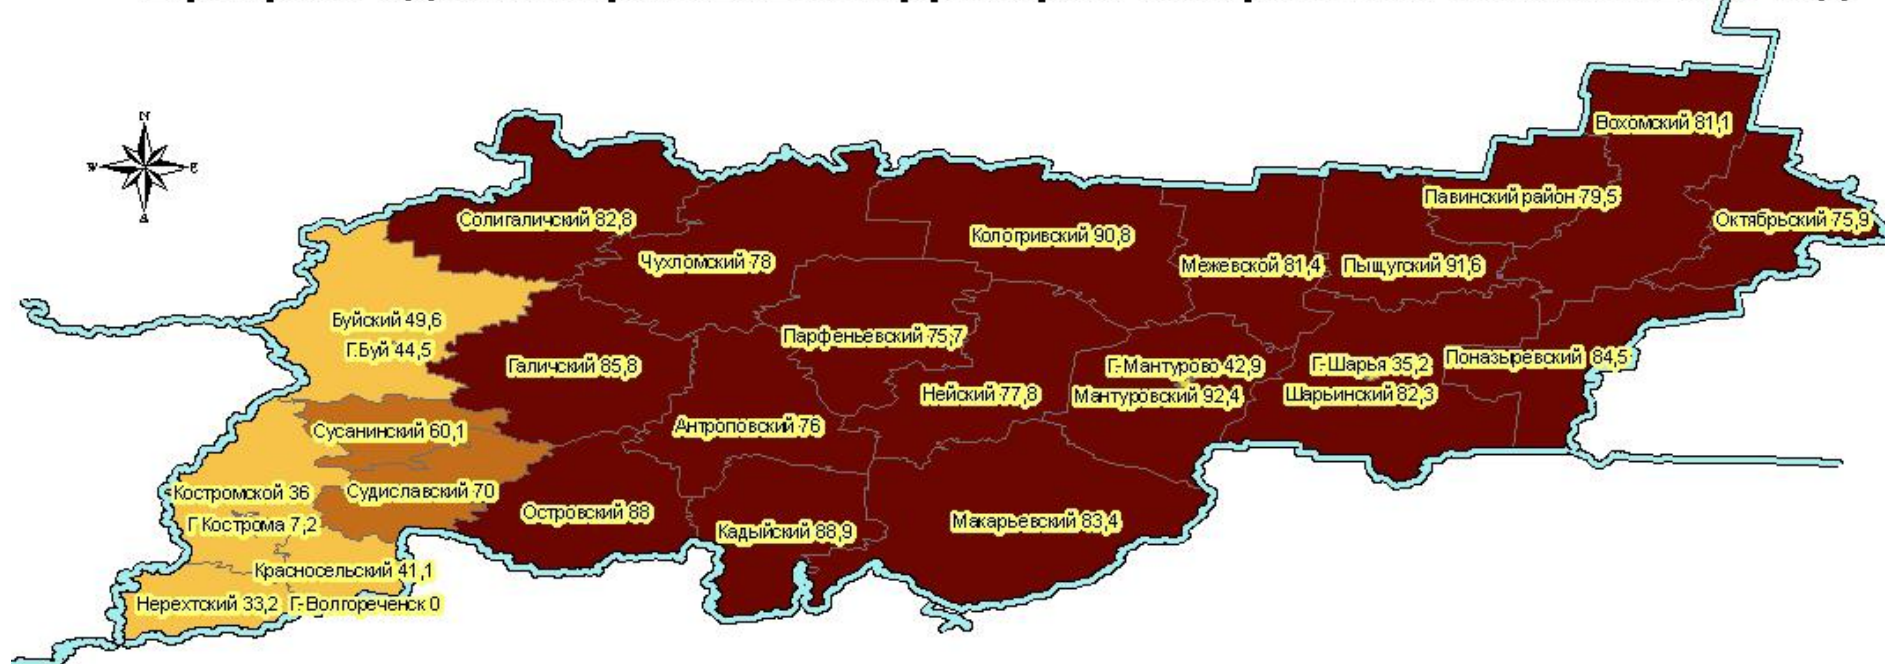 N
W E
Вохомский 81,1
Павинский район 79,5
Октябрьский 75,9
Солигаличский 82,8
Кологривский 90,8
Чухломский 78
Межевской 81,4
Пыщугский 91,6
Буйский 49,6
Г.Буй 44,5
Парфеньевский 75,7
Галичский 85,8
Г.-Мантурово 42,9
Г.-Шарья 35,2
Поназыревский 84,5
Нейский 77,8
Мантуровский 92,4
Шарьинский 82,3
Сусанинский 60,1
Антроповский 76
Костромской 36
Судиславский 70
Островский 88
Г Кострома 7,2
Кадыйский 88,9
Макарьевский 83,4
Красносельский 41,1
Нерехтский 33,2
Г.-Волгореченск 0